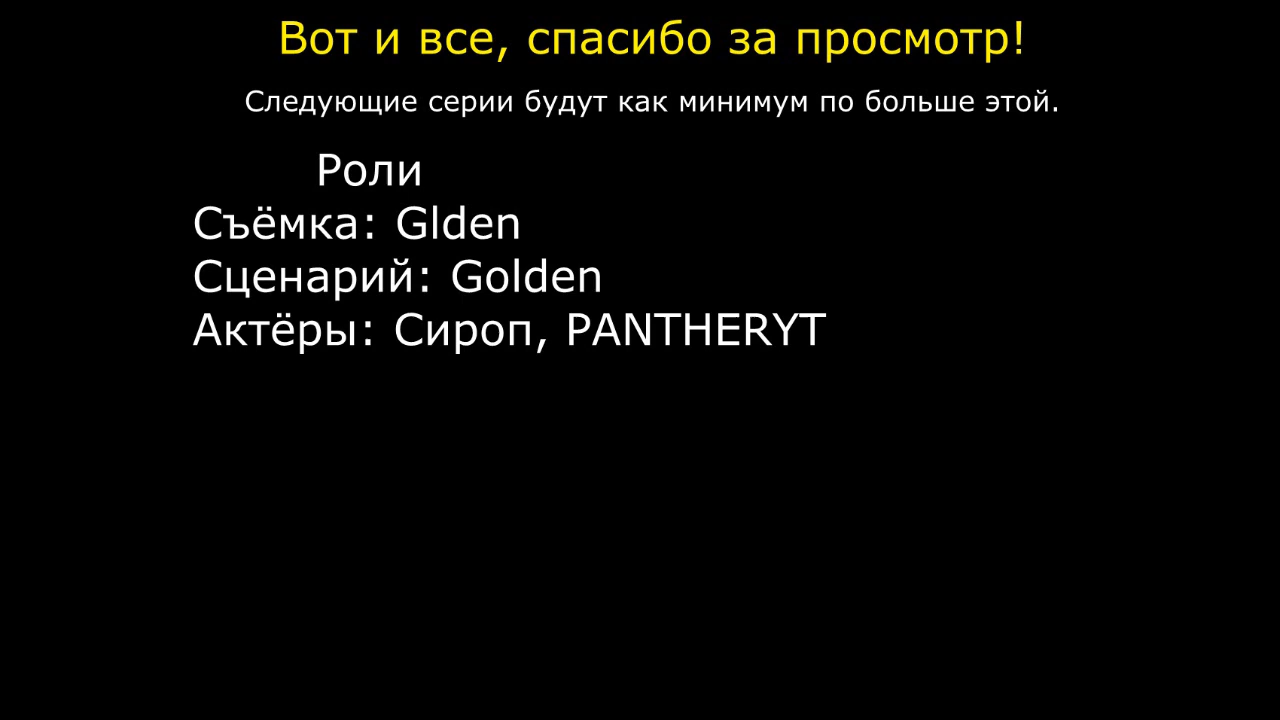 Вот и все, спасибо за просмотр!
Следующие серии будут как минимум по больше этой.
Роли
Съёмка: Glden
Сценарий: Golden
Актёры: Сироп, PANTHERYT